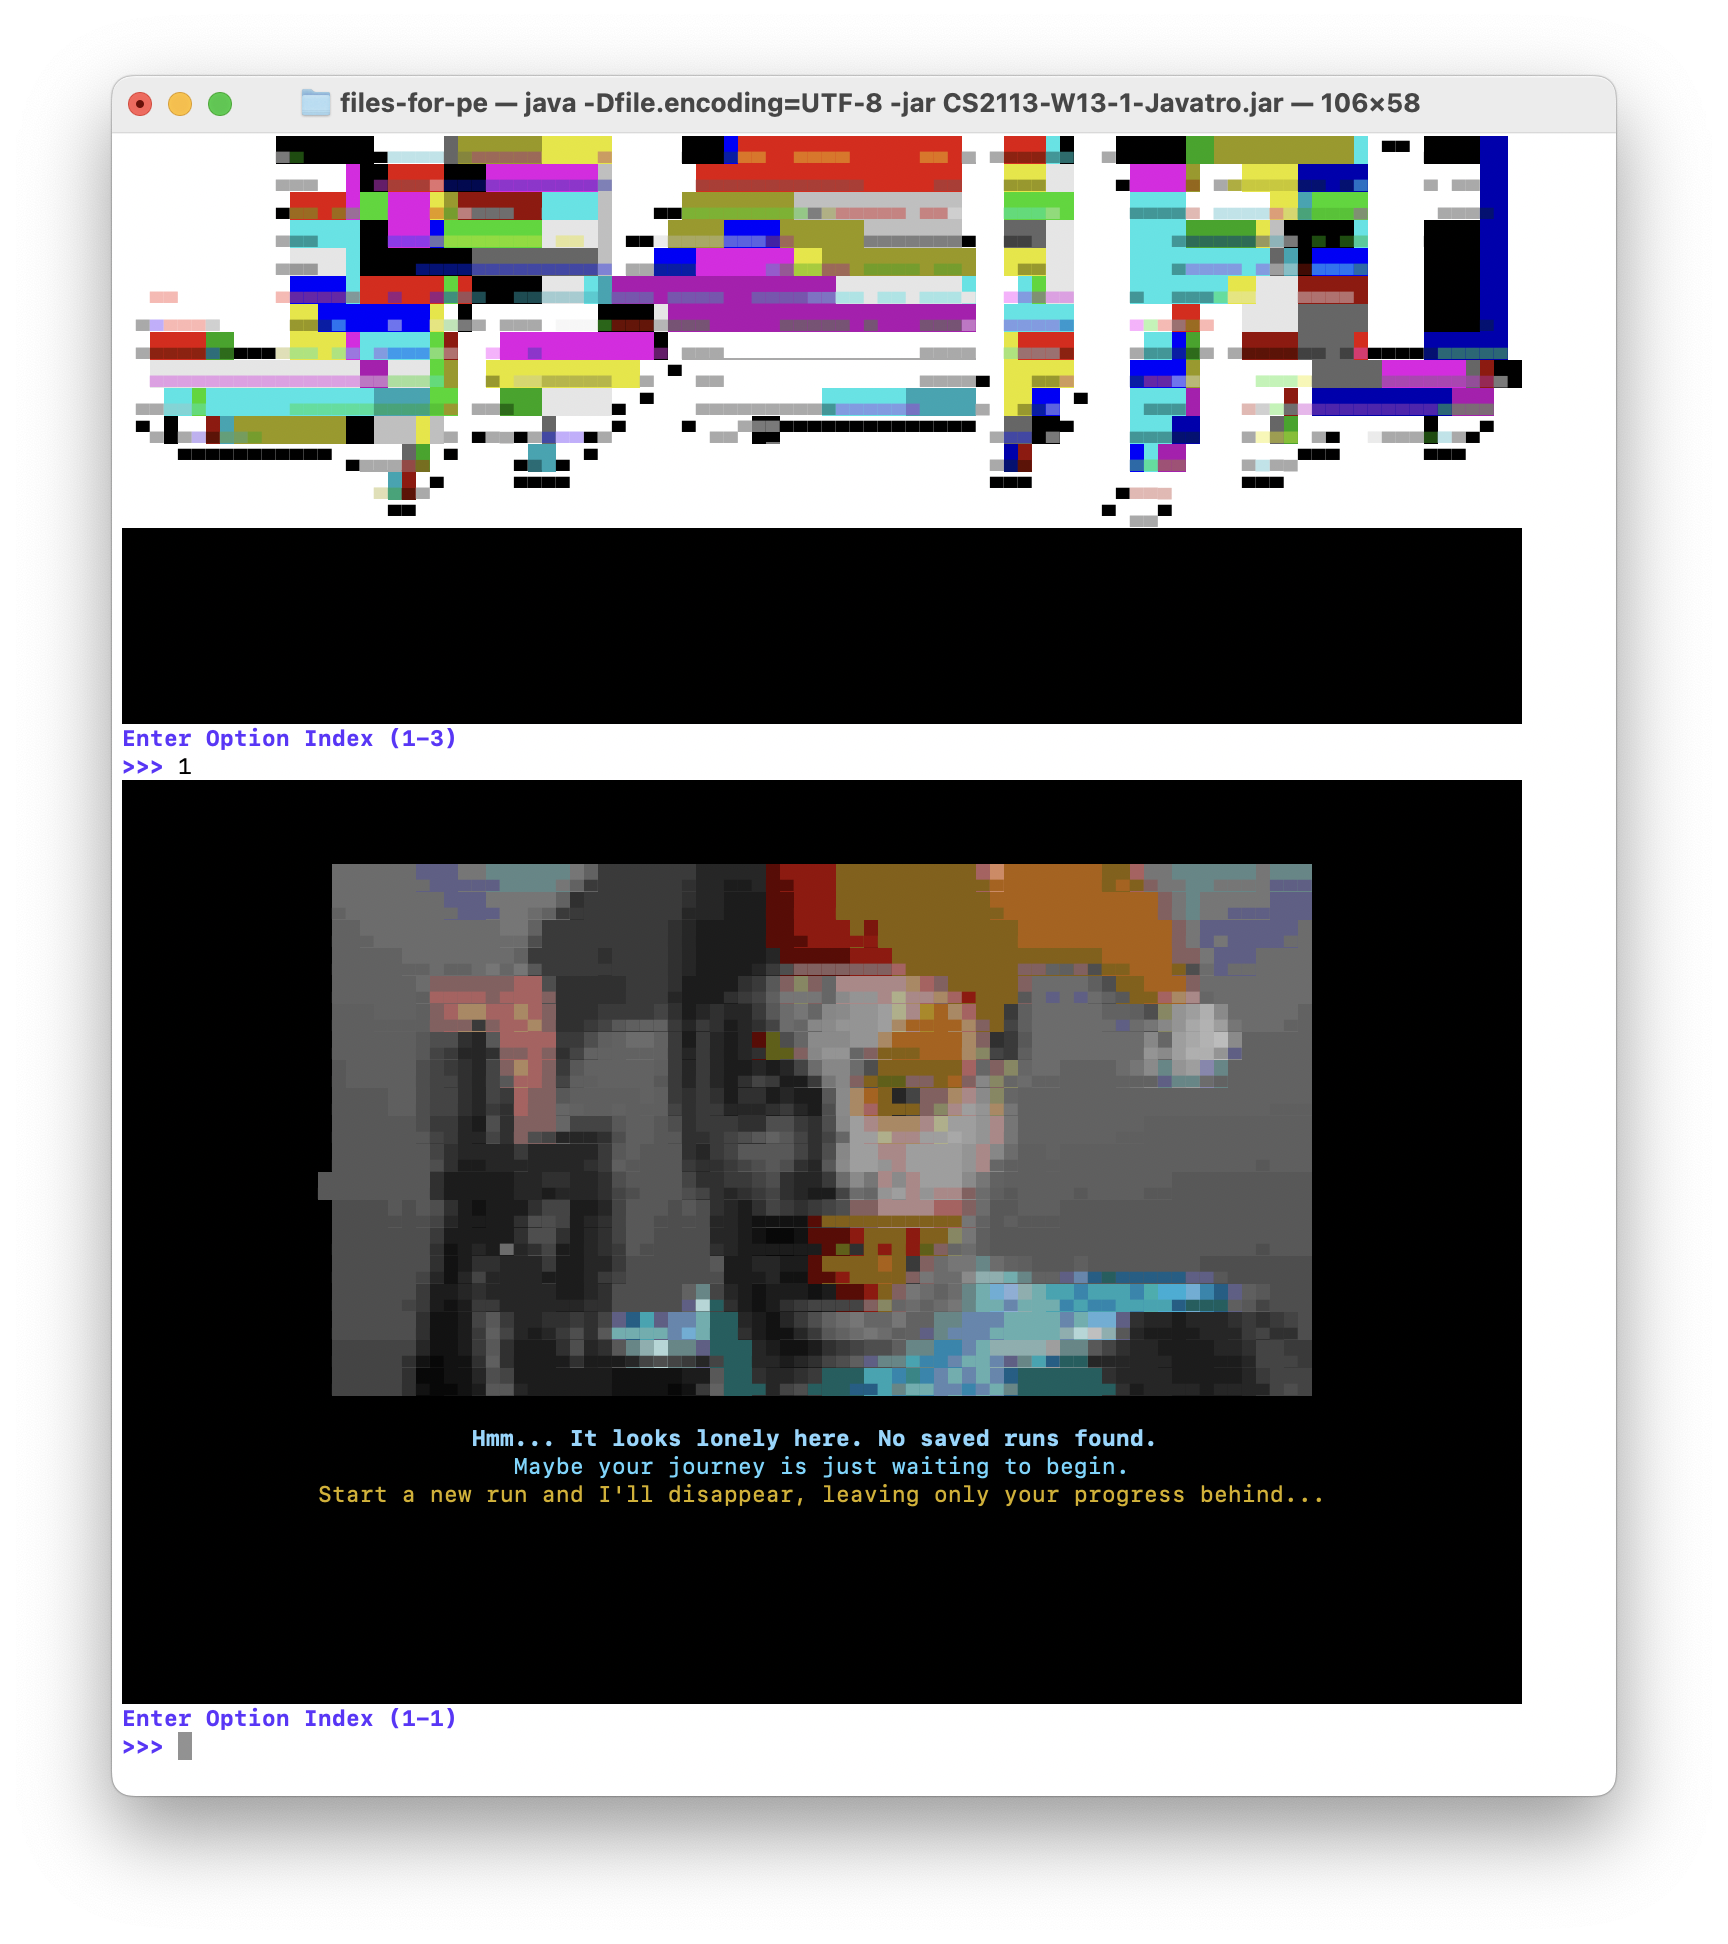 files-for-pe — java -Dfile.encoding=UTF-8 -jar CS2113-W13-1-Javatro.jar — 106×58
Enter Option Index (1-3)
>>> 1
Hmm... It looks lonely here. No saved runs found.
Maybe your journey is just waiting to begin.
Start a new run and I'll disappear, leaving only your progress behind...
Enter Option Index (1-1)
>>>